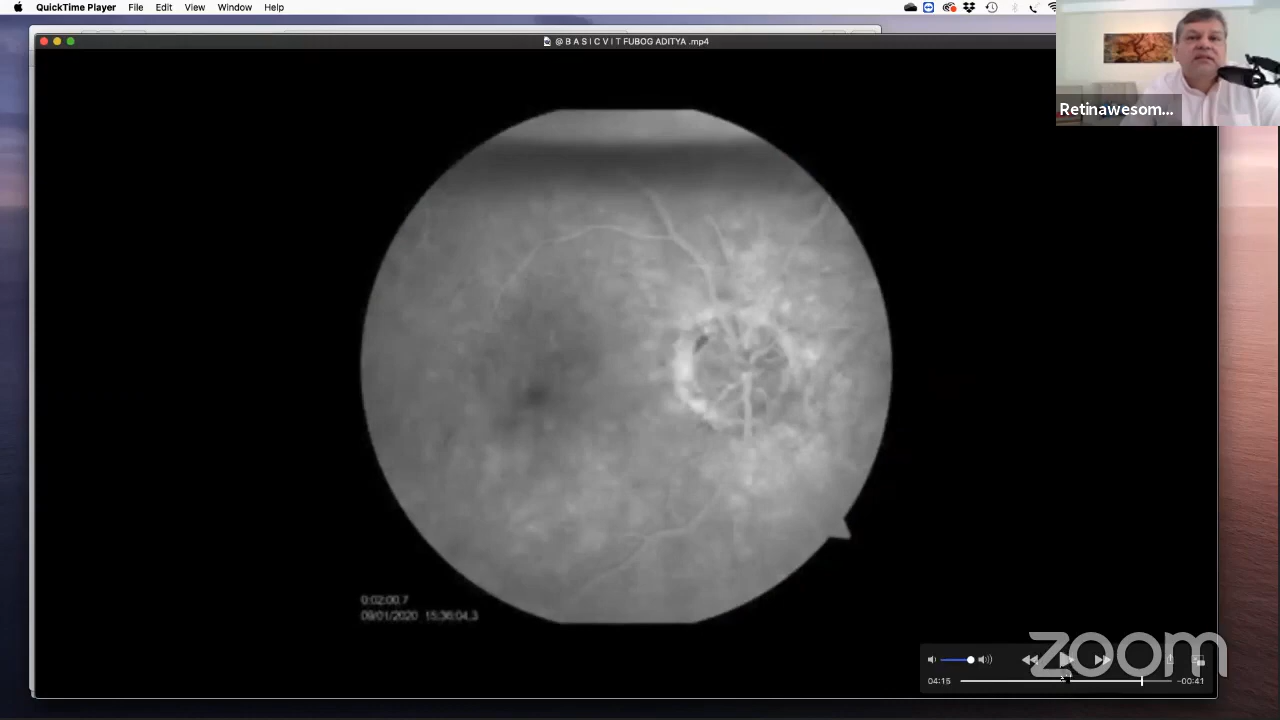 QuickTime Player File Edit View Window Help
@ B A S I C V I T FUBOG ADITYA .mp4
Retinawesom...
0:02:00.7
09/01/2020 15:36:04.3
zoom
04:15 -00:41